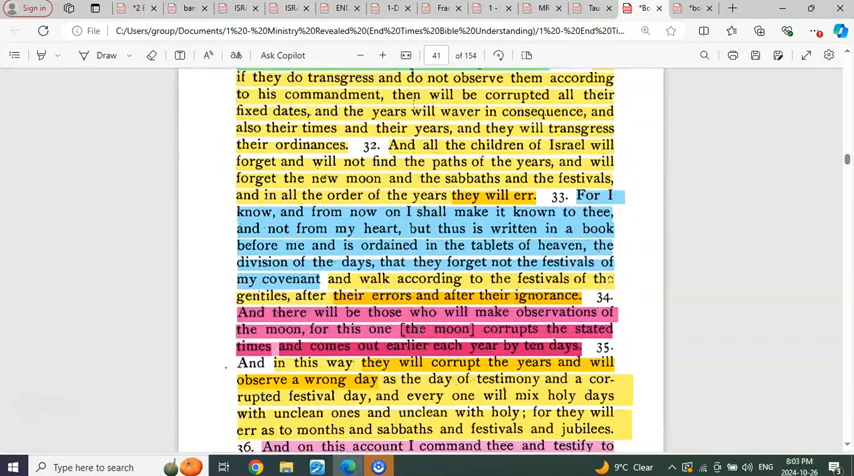 Sign in
*2 E
bar
ISRA
ISRA
ENI
1-D
Fra
1 -
MR
Tau
*Bo
*bo
File
C:/Users/group/Documents/1%20-%20Ministry%20Revealed%20(End%20Times%20Bible%20Understanding)/1%20-%20End%20Tim...
Draw
Ask Copilot
41 of 154
if they do transgress and do not observe them according
to his commandment, then will be corrupted all their
fixed dates, and the years will waver in consequence, and
also their times and their years, and they will transgress
their ordinances. 32. And all the children of Israel will
forget and will not find the paths of the years, and will
forget the new moon and the sabbaths and the festivals,
and in all the order of the years they will err. 33. For I
know, and from now on I shall make it known to thee,
and not from my heart, but thus is written in a book
before me and is ordained in the tablets of heaven, the
division of the days, that they forget not the festivals of
my covenant and walk according to the festivals of the
gentiles, after their errors and after their ignorance. 34.
And there will be those who will make observations of
the moon, for this one [the moon] corrupts the stated
times and comes out earlier each year by ten days. 35.
And in this way they will corrupt the years and will
observe a wrong day as the day of testimony and a cor-
rupted festival day, and every one will mix holy days
with unclean ones and unclean with holy; for they will
err as to months and sabbaths and festivals and jubilees.
36. And on this account I command thee and testify to
Type here to search
9°C Clear
ENG
8:03 PM
2024-10-26